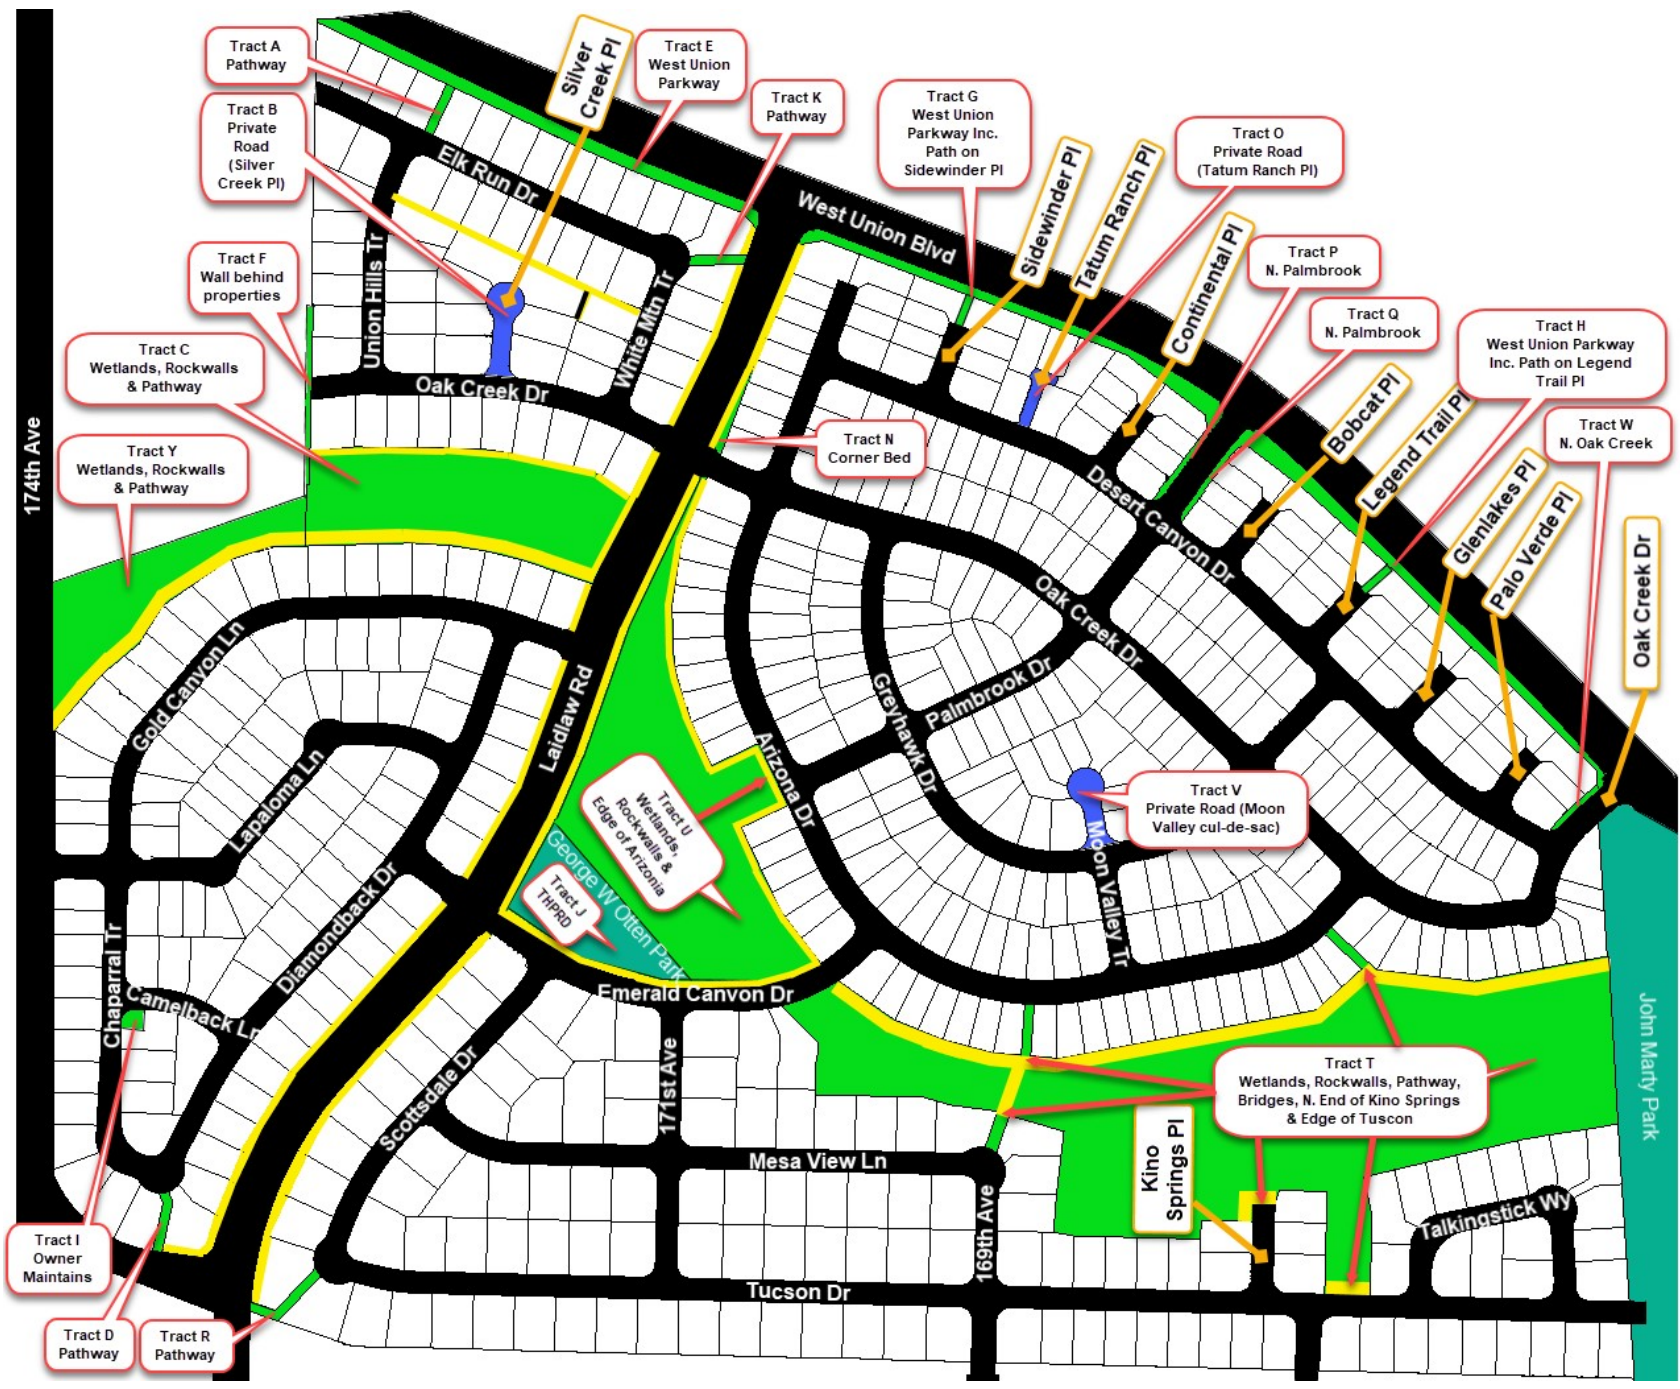 Tract A
Pathway
Tract B
Private
Road
(Silver
Creek Pl)
Silver
Creek Pl
Tract E
West Union
Parkway
Tract K
Pathway
Tract G
West Union
Parkway Inc.
Path on
Sidewinder Pl
Sidewinder Pl
Tatum Ranch Pl
Tract O
Private Road
(Tatum Ranch Pl)
Continental Pl
Tract P
N. Palmbrook
Tract Q
N. Palmbrook
Tract H
West Union Parkway
Inc. Path on Legend
Trail Pl
Tract W
N. Oak Creek
Bobcat Pl
Legend Trail Pl
Glenlakes Pl
Palo Verde Pl
Oak Creek Dr
Tract F
Wall behind
properties
Tract C
Wetlands, Rockwalls
& Pathway
Tract Y
Wetlands, Rockwalls
& Pathway
174th Ave
Elk Run Dr
Union Hills Tr
White Mtn Tr
Oak Creek Dr
West Union Blvd
Tract N
Corner Bed
Desert Canyon Dr
Oak Creek Dr
Gold Canyon Ln
Lapaloma Ln
Laidlaw Rd
Arizona Dr
Greyhawk Dr
Palmbrook Dr
Tract V
Private Road (Moon
Valley cul-de-sac)
Moon Valley Tr
Tract U
Wetlands,
Rockwalls &
Edge of Arizonia
George W Otten Park
Tract J
THPRD
Diamondback Dr
Chaparral Tr
Camelback Ln
Emerald Canvon Dr
Scottsdale Dr
171st Ave
Mesa View Ln
169th Ave
Tucson Dr
Kino
Springs Pl
Tract T
Wetlands, Rockwalls, Pathway,
Bridges, N. End of Kino Springs
& Edge of Tuscon
Talkingstick Wy
John Marty Park
Tract I
Owner
Maintains
Tract D
Pathway
Tract R
Pathway